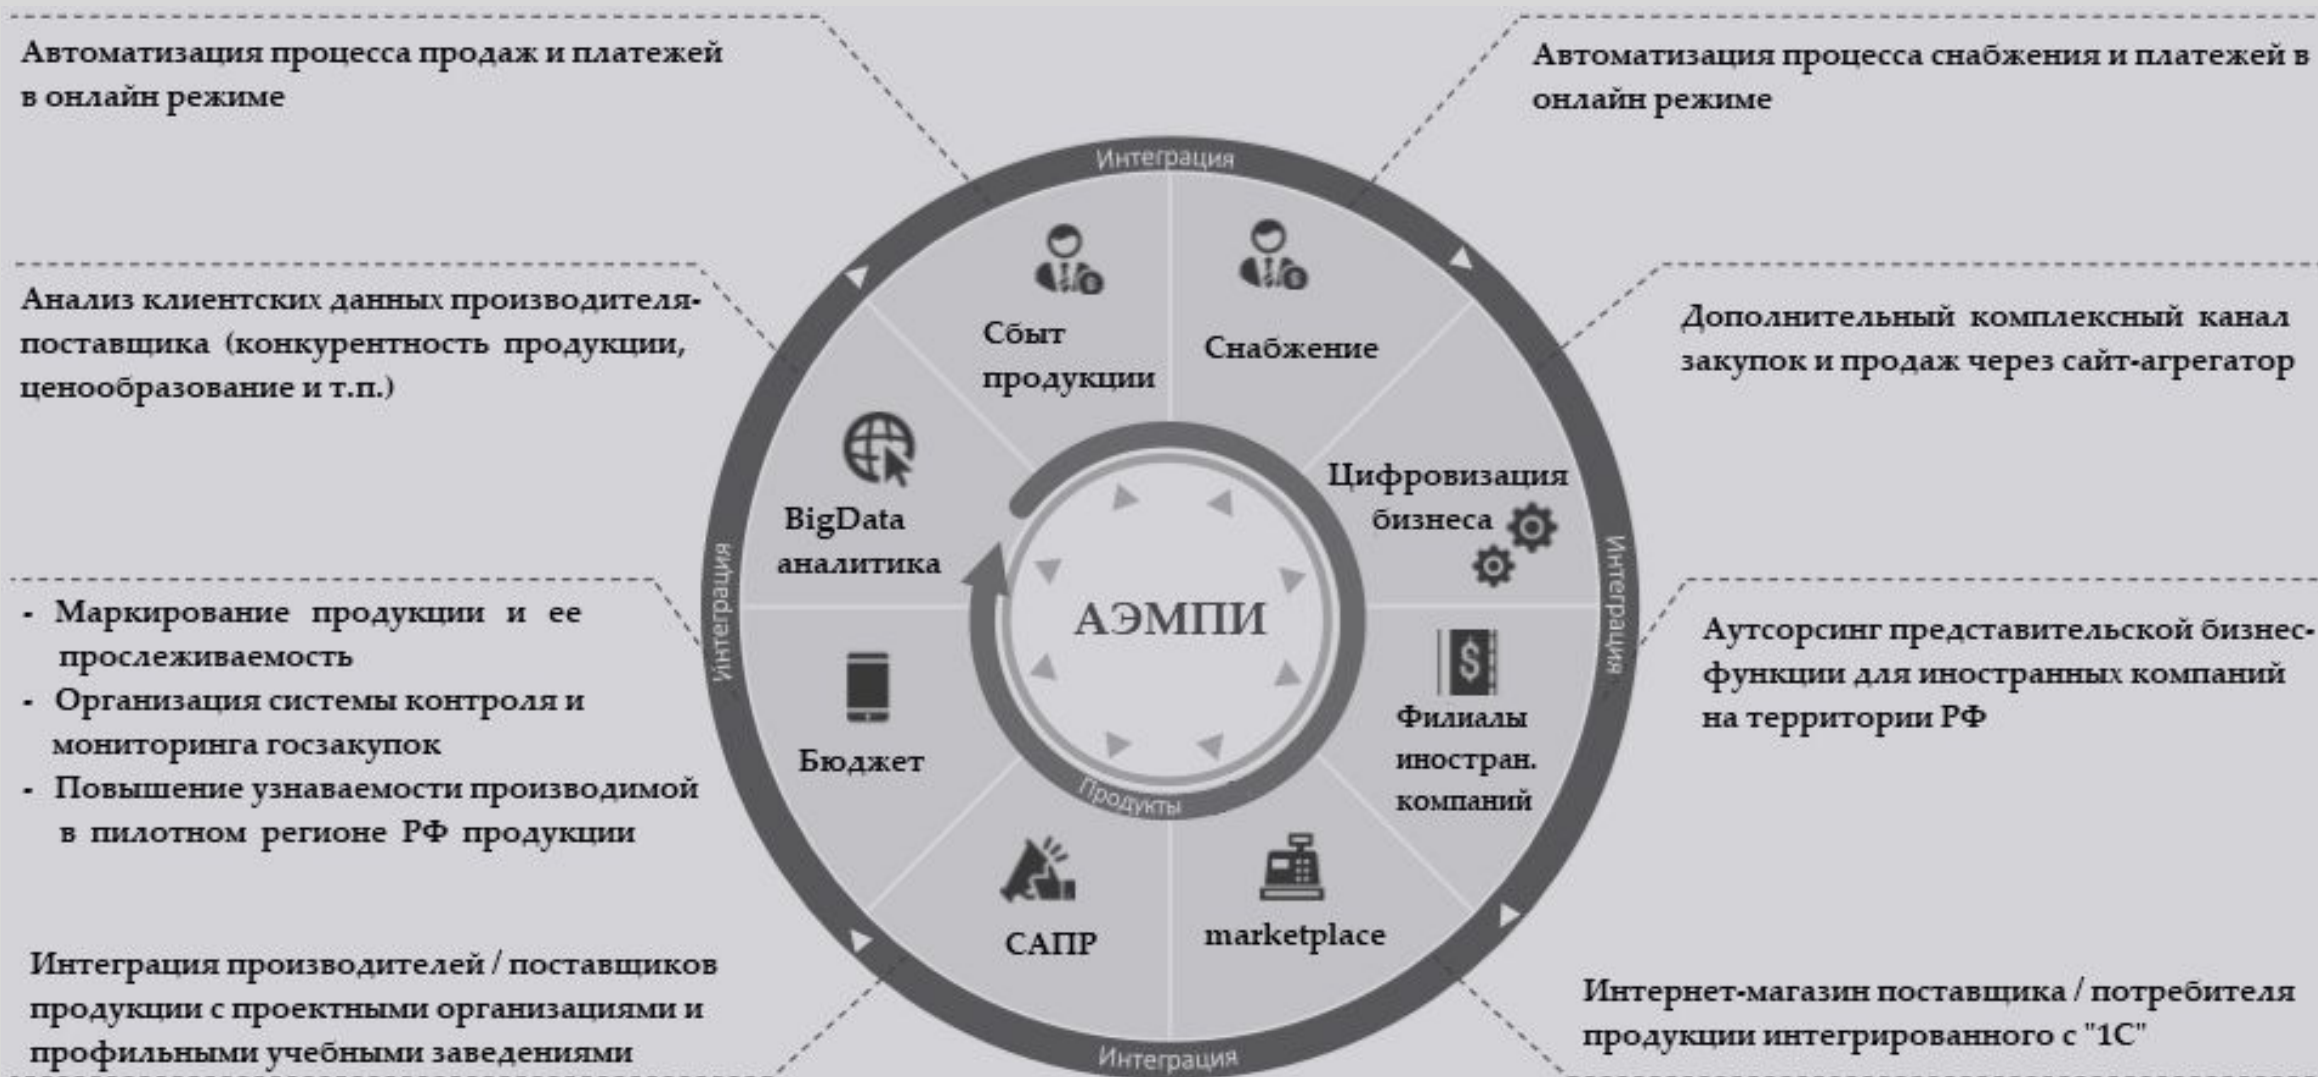 Автоматизация процесса продаж и платежей
в онлайн режиме
Автоматизация процесса снабжения и платежей в
онлайн режиме
Анализ клиентских данных производителя-
поставщика (конкурентность продукции,
ценообразование и т.п.)
Дополнительный комплексный канал
закупок и продаж через сайт-агрегатор
- Маркирование продукции и ее
прослеживаемость
- Организация системы контроля и
мониторинга госзакупок
- Повышение узнаваемости производимой
в пилотном регионе РФ продукции
Аутсорсинг представительской бизнес-
функции для иностранных компаний
на территории РФ
Интеграция производителей / поставщиков
продукции с проектными организациями и
профильными учебными заведениями
Интернет-магазин поставщика / потребителя
продукции интегрированного с "1С"
Интеграция
Интеграция
Интеграция
Интеграция
Сбыт
продукции
Снабжение
Цифровизация
бизнеса
Филиалы
иностран.
компаний
marketplace
САПР
Бюджет
BigData
аналитика
АЭМПИ
Продукты